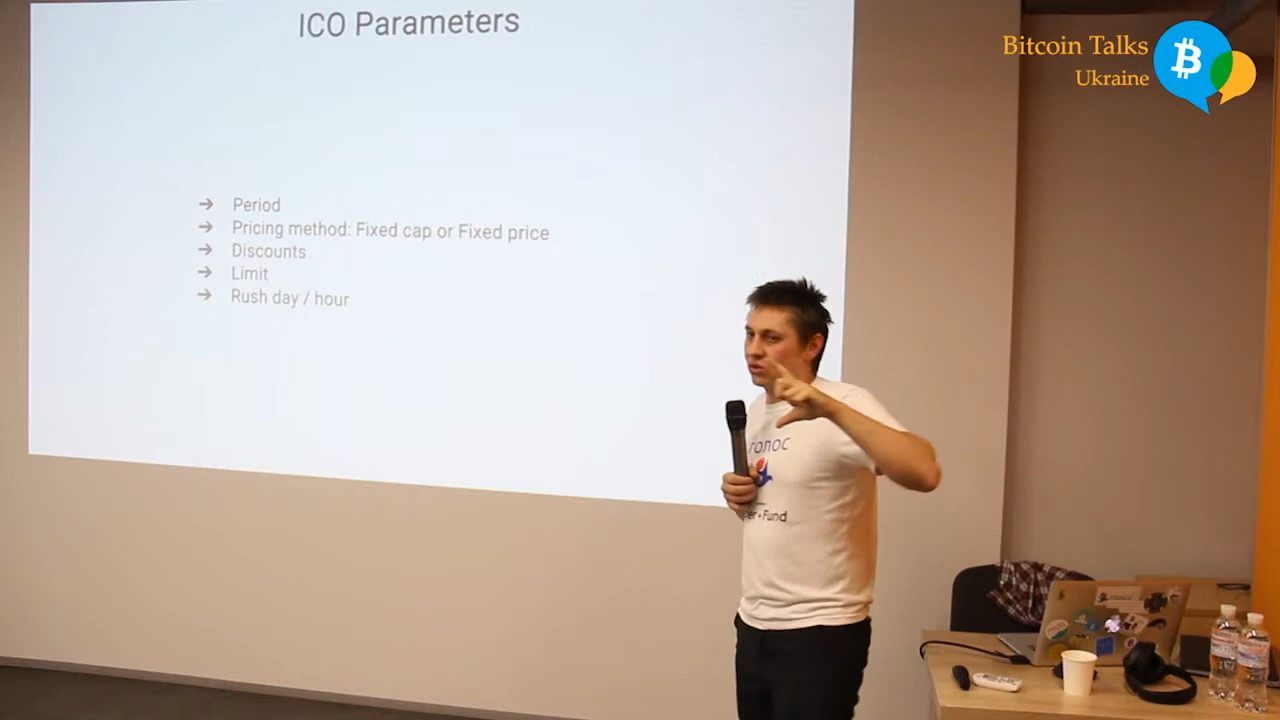 ICO Parameters
Bitcoin Talks
Ukraine
→ Period
→ Pricing method: Fixed cap or Fixed price
→ Discounts
→ Limit
→ Rush day / hour
голос
Fund